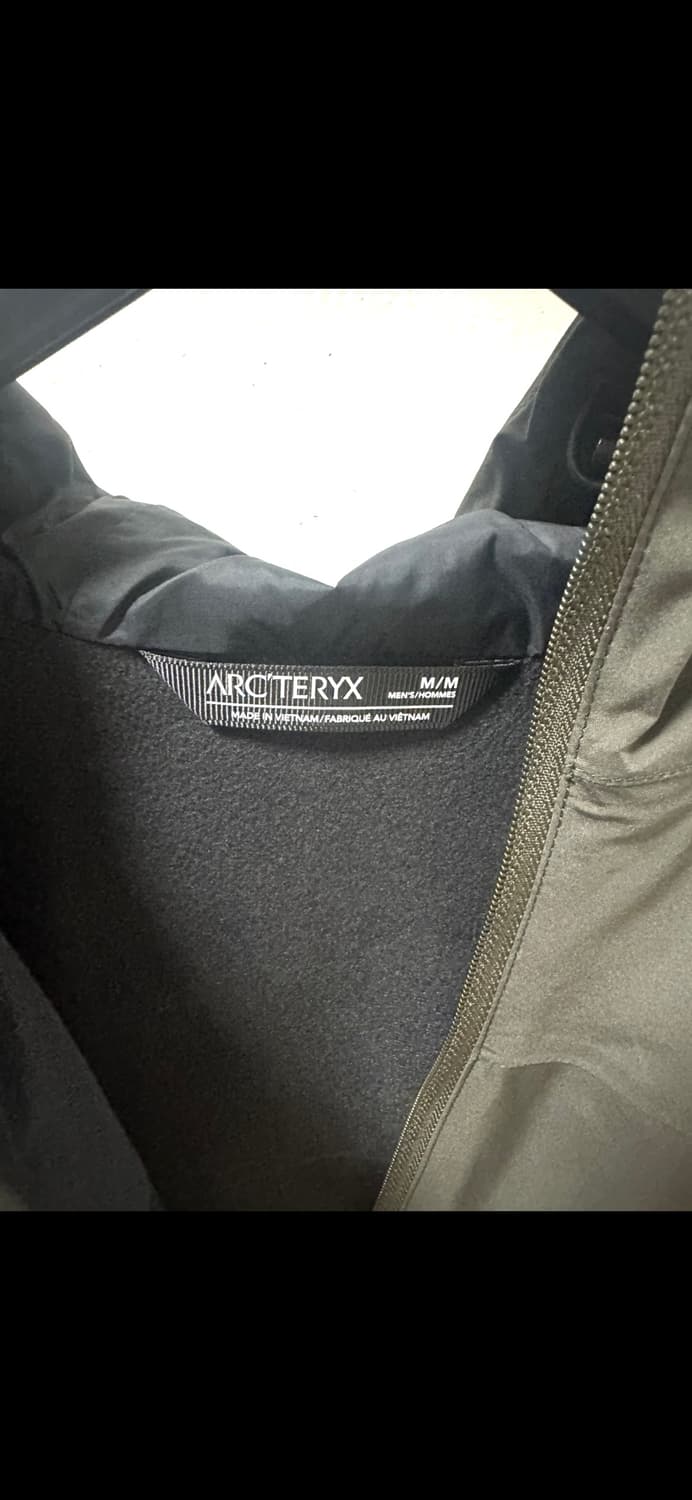 ARC'TERYX M/M
MEN'S/HOMMES
MADE IN VIETNAM/FABRIQUÉ AU VIÊTNAM